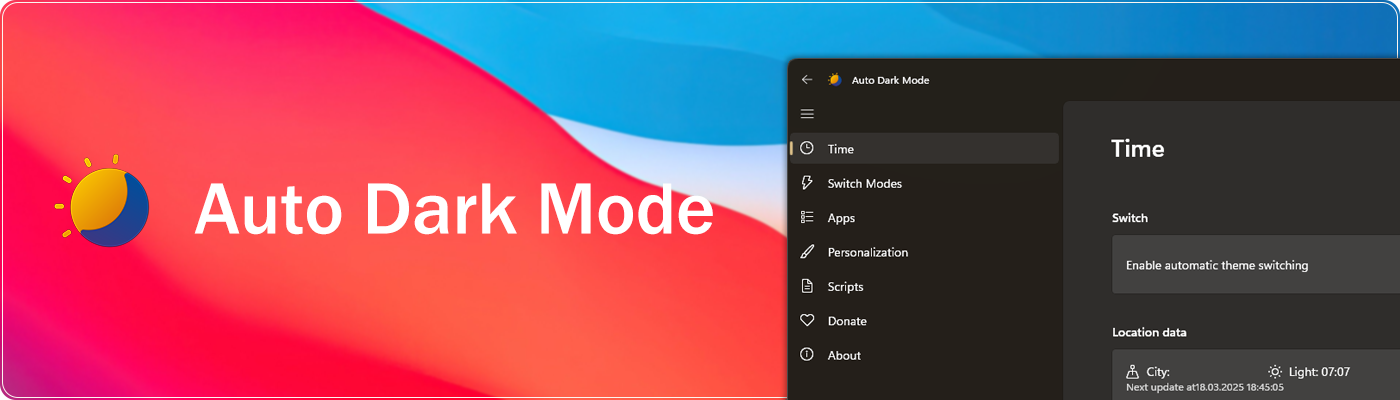 Auto Dark Mode
Auto Dark Mode
Time
Switch Modes
Apps
Personalization
Scripts
Donate
About
Time
Switch
Enable automatic theme switching
Location data
City: Light: 07:07
Next update at18.03.2025 18:45:05